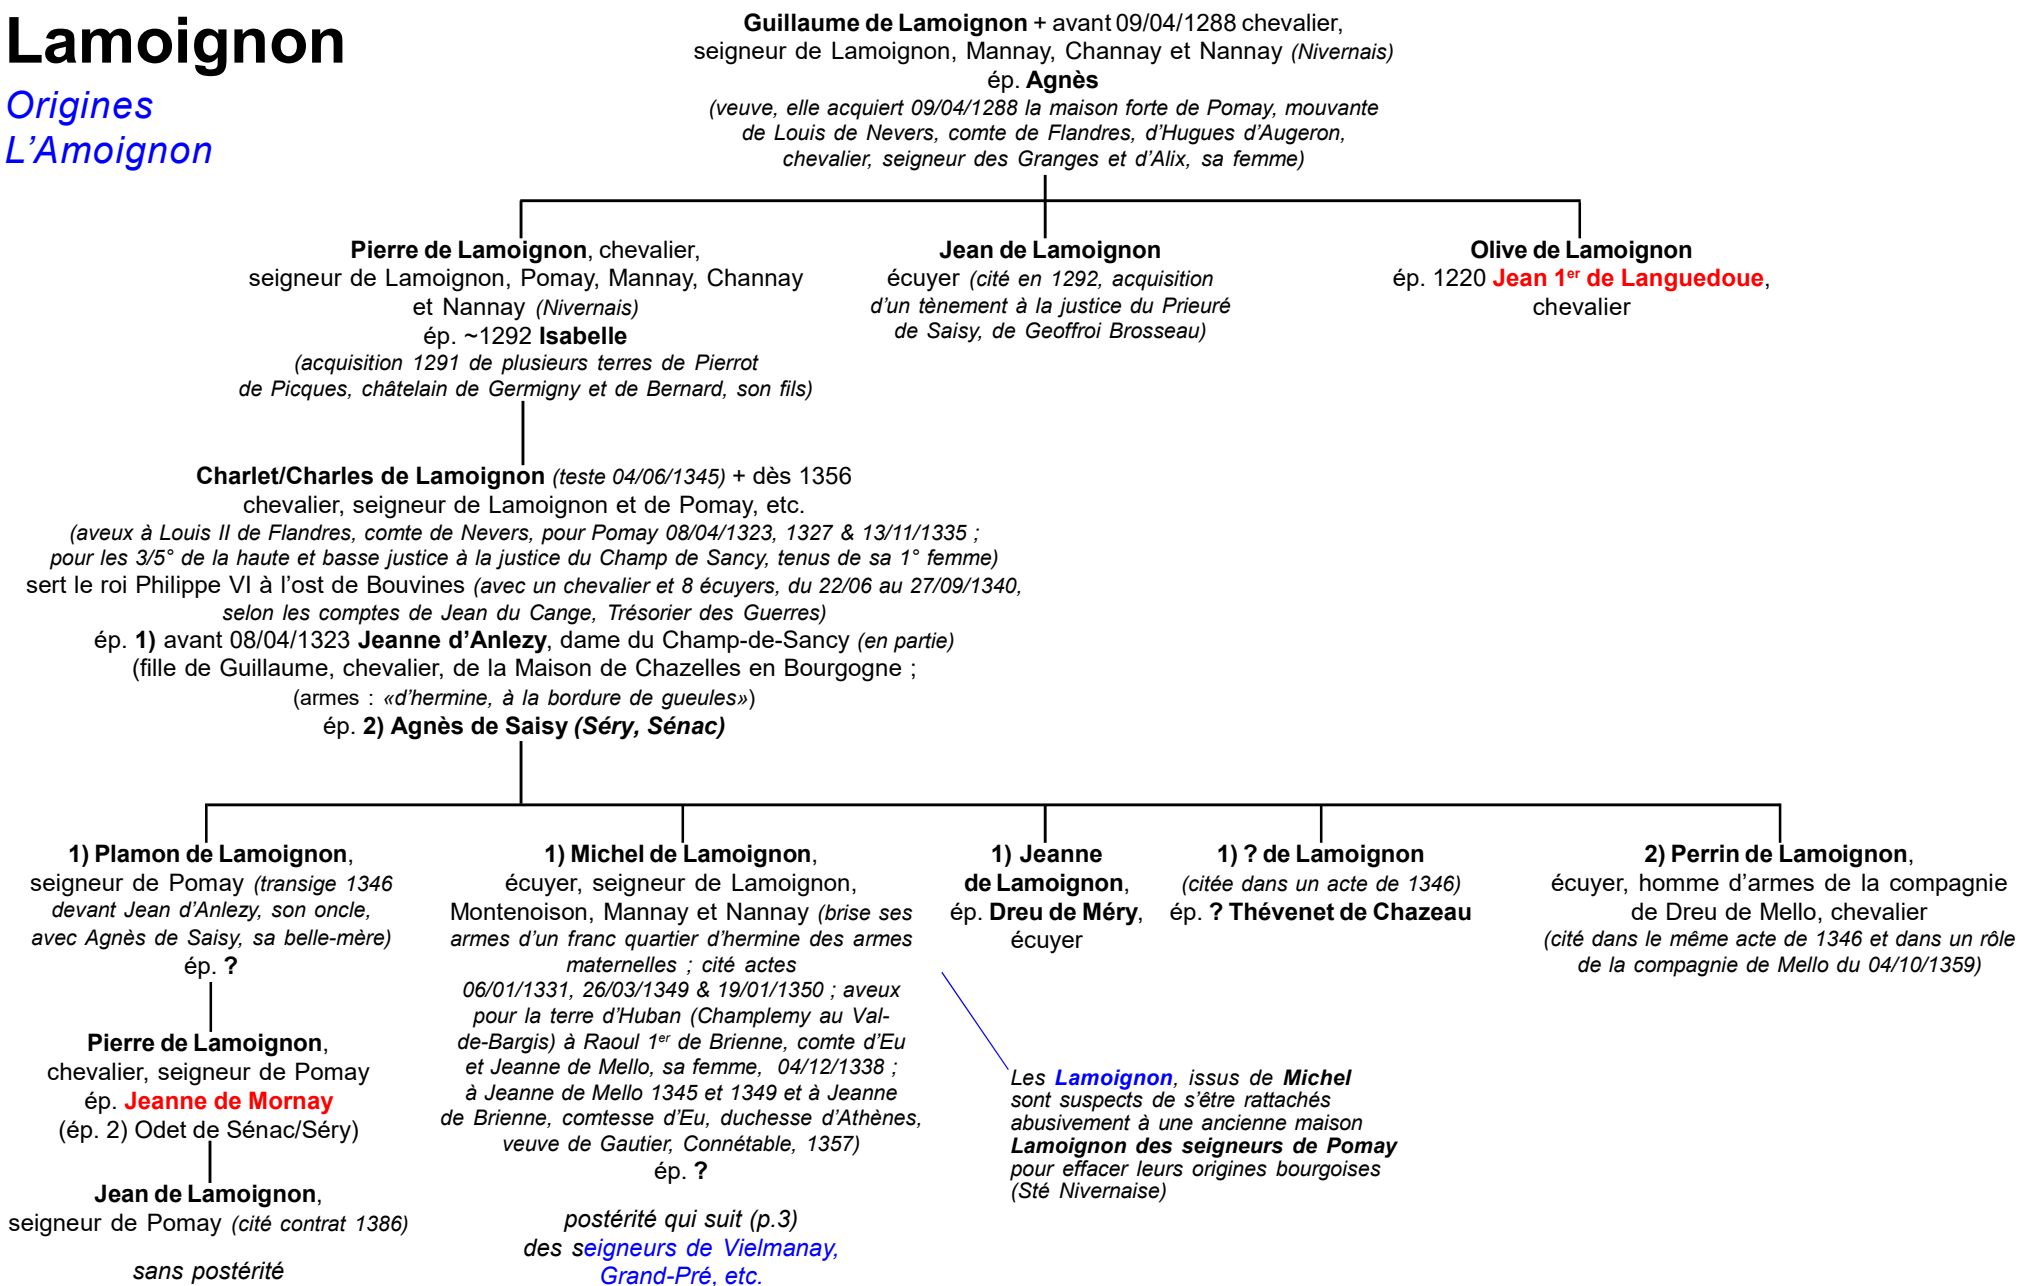 Lamoignon
Origines
L'Amoignon
Guillaume de Lamoignon + avant 09/04/1288 chevalier,
seigneur de Lamoignon, Mannay, Channay et Nannay (Nivernais)
ép. Agnès
(veuve, elle acquiert 09/04/1288 la maison forte de Pomay, mouvante
de Louis de Nevers, comte de Flandres, d'Hugues d'Augeron,
chevalier, seigneur des Granges et d'Alix, sa femme)
Pierre de Lamoignon, chevalier,
seigneur de Lamoignon, Pomay, Mannay, Channay
et Nannay (Nivernais)
ép. ~1292 Isabelle
(acquisition 1291 de plusieurs terres de Pierrot
de Picques, châtelain de Germigny et de Bernard, son fils)
Jean de Lamoignon
écuyer (cité en 1292, acquisition
d'un tènement à la justice du Prieuré
de Saisy, de Geoffroi Brosseau)
Olive de Lamoignon
ép. 1220 Jean 1er de Languedoue,
chevalier
Charlet/Charles de Lamoignon (teste 04/06/1345) + dès 1356
chevalier, seigneur de Lamoignon et de Pomay, etc.
(aveux à Louis II de Flandres, comte de Nevers, pour Pomay 08/04/1323, 1327 & 13/11/1335 ;
pour les 3/5° de la haute et basse justice à la justice du Champ de Sancy, tenus de sa 1° femme)
sert le roi Philippe VI à l'ost de Bouvines (avec un chevalier et 8 écuyers, du 22/06 au 27/09/1340,
selon les comptes de Jean du Cange, Trésorier des Guerres)
ép. 1) avant 08/04/1323 Jeanne d'Anlezy, dame du Champ-de-Sancy (en partie)
(fille de Guillaume, chevalier, de la Maison de Chazelles en Bourgogne ;
(armes : «d'hermine, à la bordure de gueules»)
ép. 2) Agnès de Saisy (Séry, Sénac)
1) Plamon de Lamoignon,
seigneur de Pomay (transige 1346
devant Jean d'Anlezy, son oncle,
avec Agnès de Saisy, sa belle-mère)
ép. ?
Pierre de Lamoignon,
chevalier, seigneur de Pomay
ép. Jeanne de Mornay
(ép. 2) Odet de Sénac/Séry)
Jean de Lamoignon,
seigneur de Pomay (cité contrat 1386)
sans postérité
1) Michel de Lamoignon,
écuyer, seigneur de Lamoignon,
Montenoison, Mannay et Nannay (brise ses
armes d'un franc quartier d'hermine des armes
maternelles ; cité actes
06/01/1331, 26/03/1349 & 19/01/1350 ; aveux
pour la terre d'Huban (Champlemy au Val-
de-Bargis) à Raoul 1er de Brienne, comte d'Eu
et Jeanne de Mello, sa femme, 04/12/1338 ;
à Jeanne de Mello 1345 et 1349 et à Jeanne
de Brienne, comtesse d'Eu, duchesse d'Athènes,
veuve de Gautier, Connétable, 1357)
ép. ?
postérité qui suit (p.3)
des seigneurs de Vielmanay,
Grand-Pré, etc.
1) Jeanne
de Lamoignon,
ép. Dreu de Méry,
écuyer
1) ? de Lamoignon
(citée dans un acte de 1346)
ép. ? Thévenet de Chazeau
2) Perrin de Lamoignon,
écuyer, homme d'armes de la compagnie
de Dreu de Mello, chevalier
(cité dans le même acte de 1346 et dans un rôle
de la compagnie de Mello du 04/10/1359)
Les Lamoignon, issus de Michel
sont suspects de s'être rattachés
abusivement à une ancienne maison
Lamoignon des seigneurs de Pomay
pour effacer leurs origines bourgoises
(Sté Nivernaise)